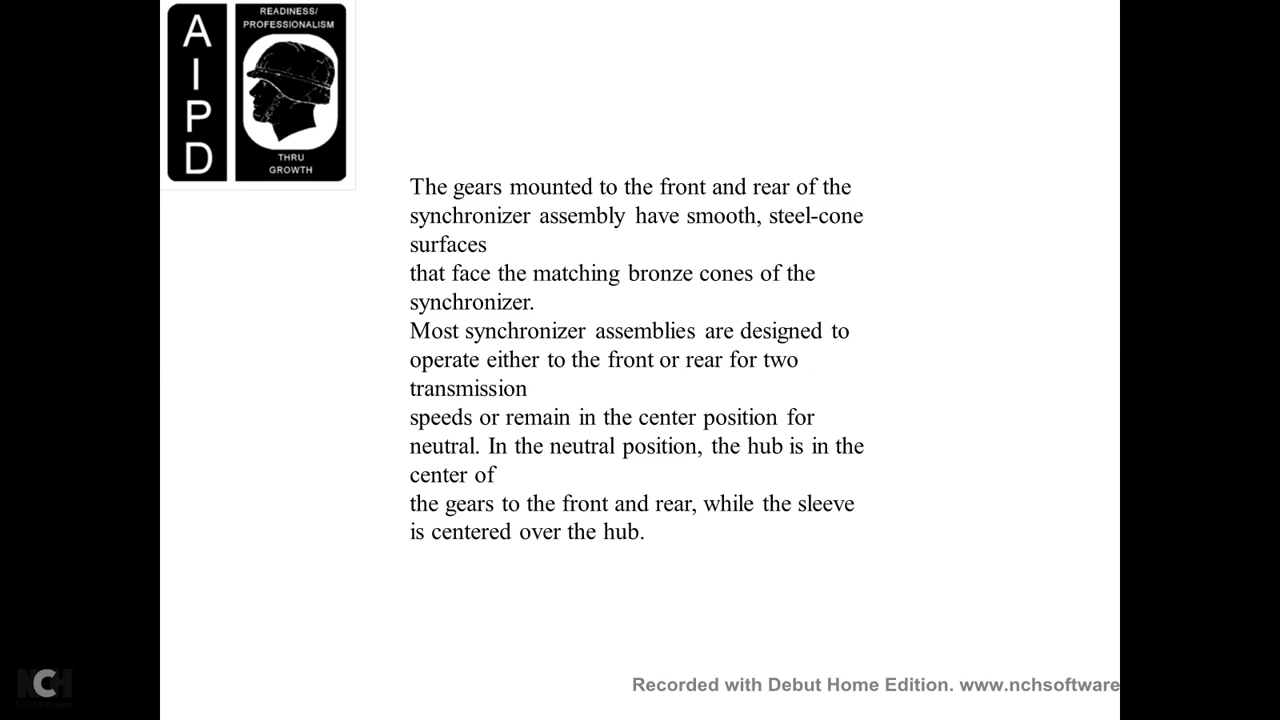 READINESS/
PROFESSIONALISM
A
I
P
D
THRU
GROWTH
The gears mounted to the front and rear of the
synchronizer assembly have smooth, steel-cone
surfaces
that face the matching bronze cones of the
synchronizer.
Most synchronizer assemblies are designed to
operate either to the front or rear for two
transmission
speeds or remain in the center position for
neutral. In the neutral position, the hub is in the
center of
the gears to the front and rear, while the sleeve
is centered over the hub.
NCH
NCH Software
Recorded with Debut Home Edition. www.nchsoftware